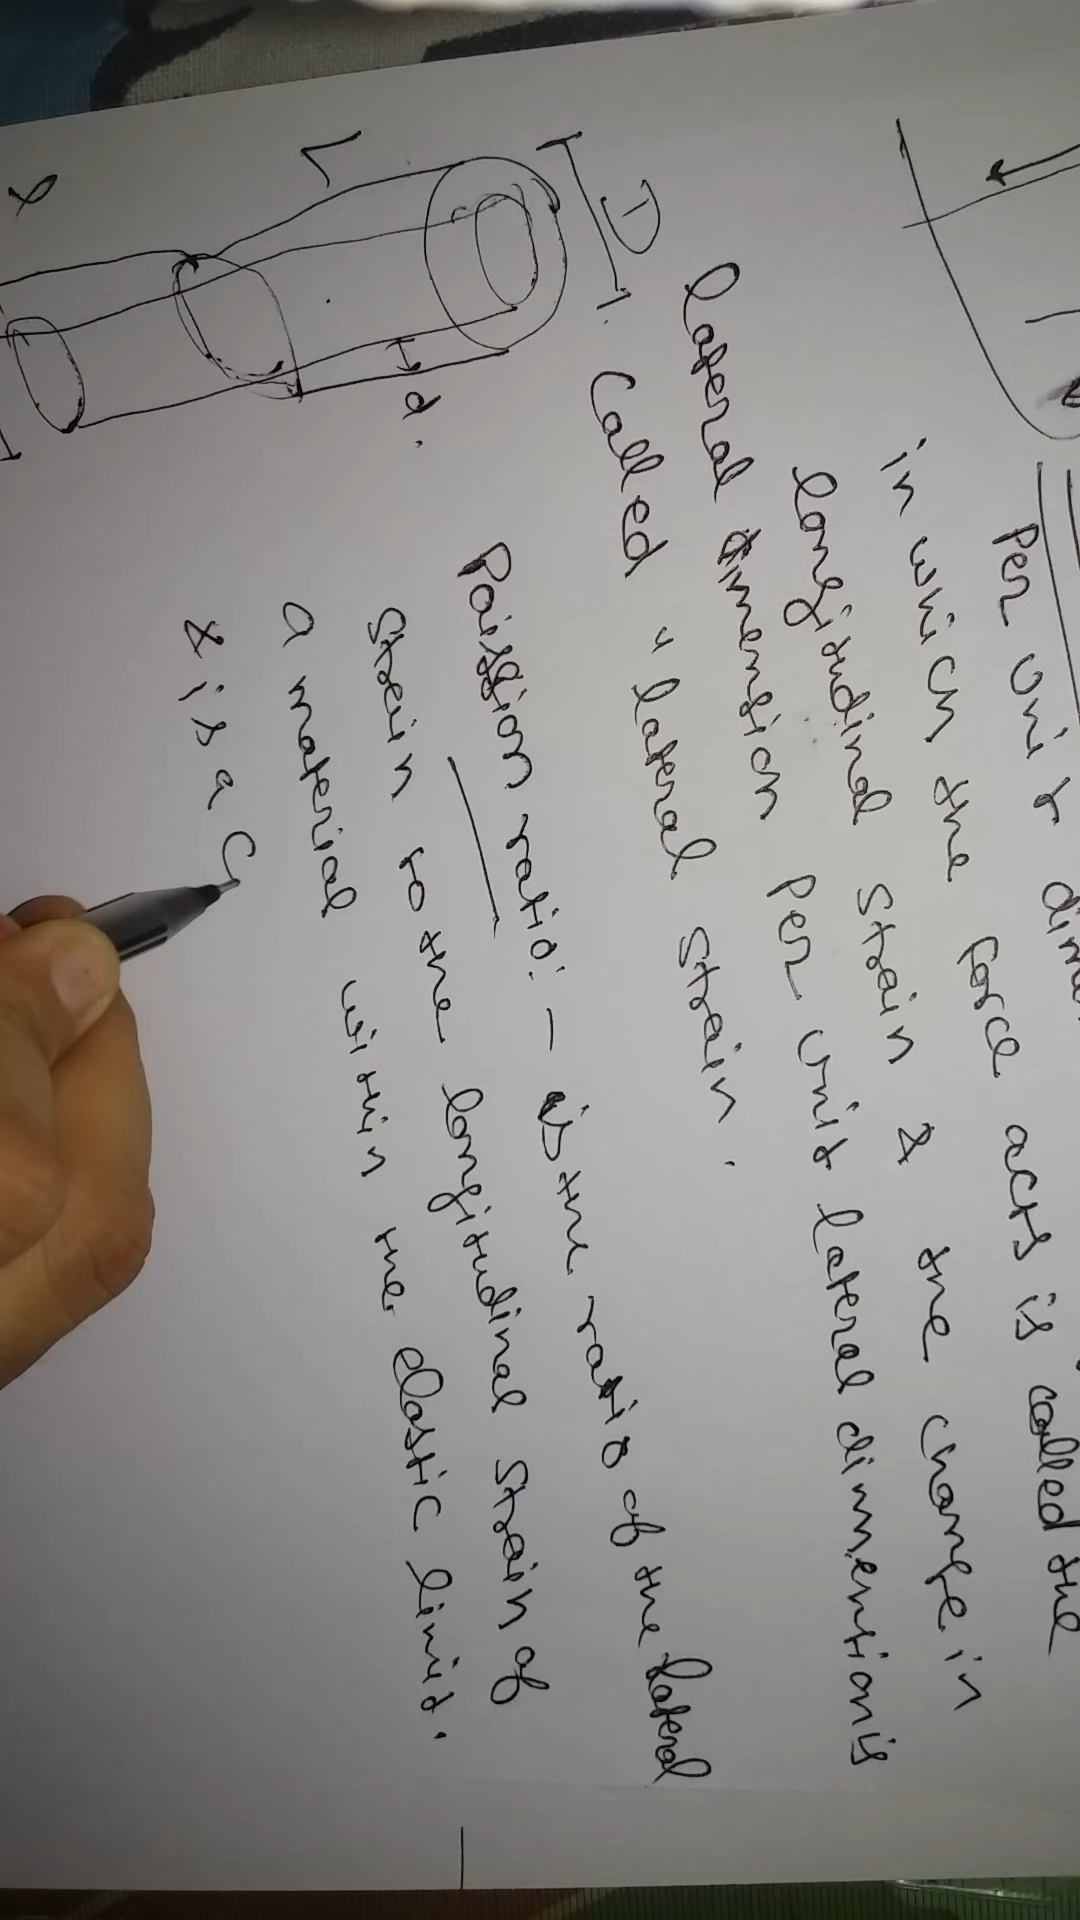 Per unit
in which the force acts is called the
longitudinal strain & the change in
lateral dimension per unit lateral dimension is
called " lateral strain.
Poission ratio:- is the ratio of the lateral
strain to the longitudinal strain of
a material within the elastic limit.
& is a c
D
L
d.
l